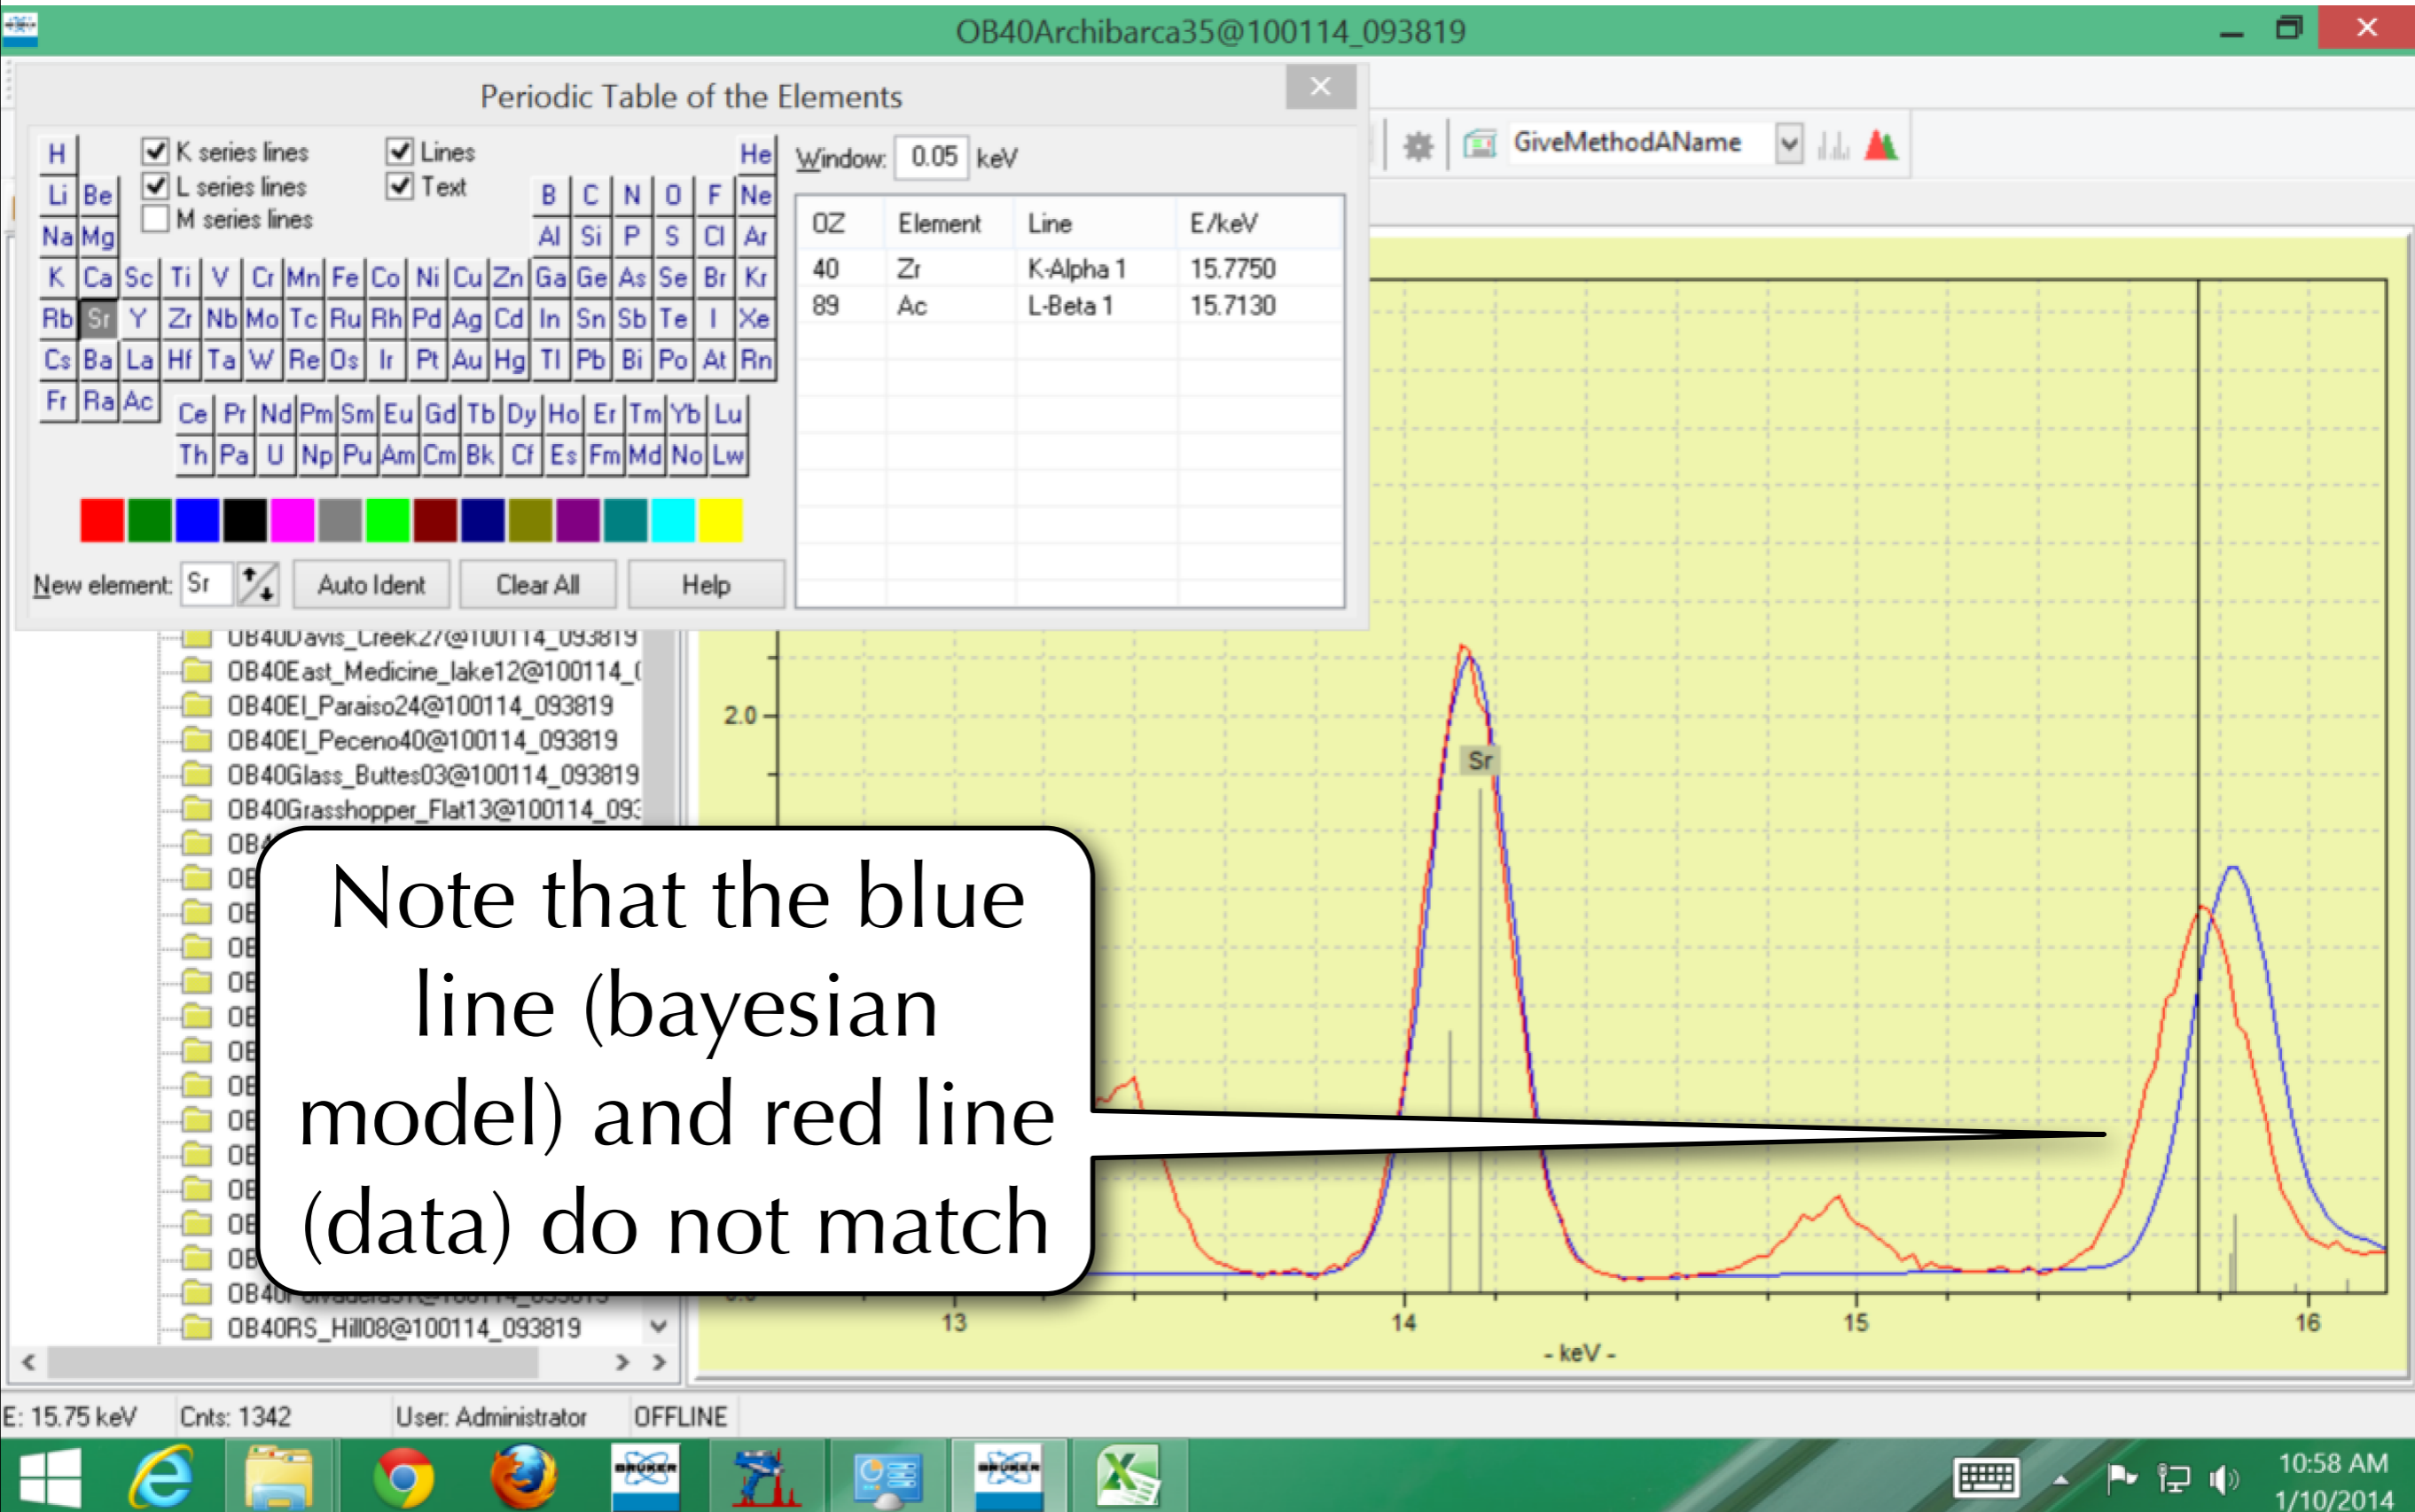 OB40Archibarca35@100114_093819
Periodic Table of the Elements
GiveMethodAName
K series lines
L series lines
M series lines
Lines
Text
Window: 0.05 keV
H He
Li Be B C N O F Ne
Na Mg Al Si P S Cl Ar
K Ca Sc Ti V Cr Mn Fe Co Ni Cu Zn Ga Ge As Se Br Kr
Rb Sr Y Zr Nb Mo Tc Ru Rh Pd Ag Cd In Sn Sb Te I Xe
Cs Ba La Hf Ta W Re Os Ir Pt Au Hg Tl Pb Bi Po At Rn
Fr Ra Ac
Ce Pr Nd Pm Sm Eu Gd Tb Dy Ho Er Tm Yb Lu
Th Pa U Np Pu Am Cm Bk Cf Es Fm Md No Lw
OZ Element Line E/keV
40 Zr K-Alpha 1 15.7750
89 Ac L-Beta 1 15.7130
New element: Sr Auto Ident Clear All Help
OB40Davis_Creek27@100114_093819
OB40East_Medicine_lake12@100114_(
OB40El_Paraiso24@100114_093819
OB40El_Peceno40@100114_093819
OB40Glass_Buttes03@100114_093819
OB40Grasshopper_Flat13@100114_093
OB40RS_Hill08@100114_093819
Note that the blue
line (bayesian
model) and red line
(data) do not match
2.0
Sr
13 14 15 16
- keV -
E: 15.75 keV Cnts: 1342 User: Administrator OFFLINE
BRUKER
BRUKER
10:58 AM
1/10/2014